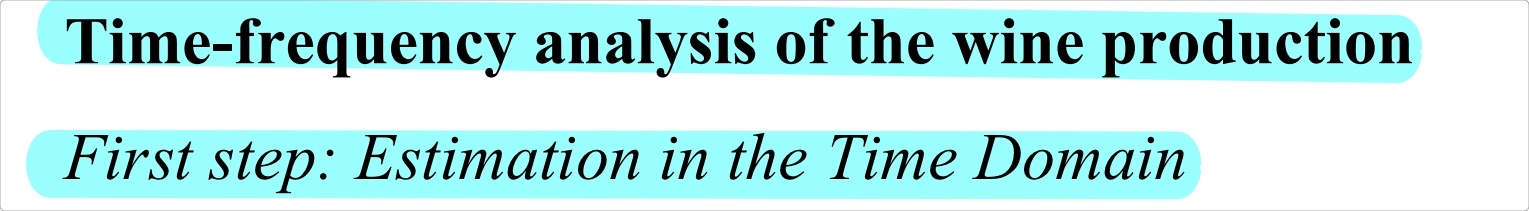 Time-frequency analysis of the wine production
First step: Estimation in the Time Domain